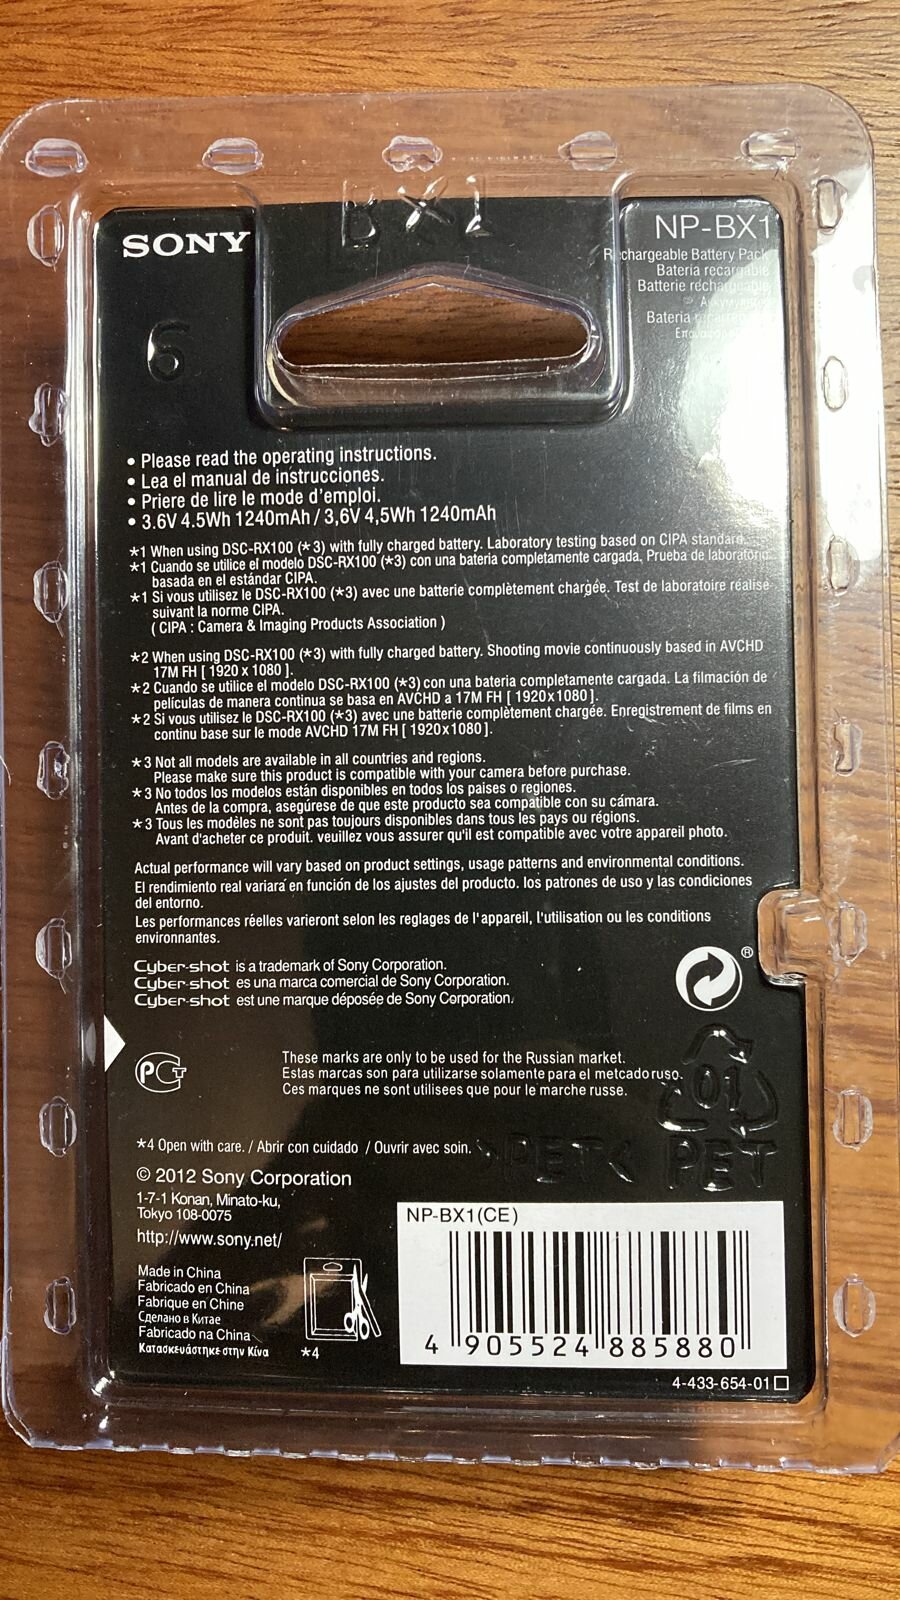 BX1
SONY
NP-BX1
Rechargeable Battery Pack
Batería recargable
Batterie rechargeable
Аккумулятор
Bateria
6
• Please read the operating instructions.
• Lea el manual de instrucciones.
• Priere de lire le mode d'emploi.
• 3.6V 4.5Wh 1240mAh / 3,6V 4,5Wh 1240mAh
*1 When using DSC-RX100 (*3) with fully charged battery. Laboratory testing based on CIPA standard.
*1 Cuando se utilice el modelo DSC-RX100 (*3) con una batería completamente cargada. Prueba de laboratorio
basada en el estándar CIPA.
*1 Si vous utilisez le DSC-RX100 (*3) avec une batterie complètement chargée. Test de laboratoire réalisé
suivant la norme CIPA.
( CIPA : Camera & Imaging Products Association )
*2 When using DSC-RX100 (*3) with fully charged battery. Shooting movie continuously based in AVCHD
17M FH [ 1920 x 1080 ].
*2 Cuando se utilice el modelo DSC-RX100 (*3) con una bateria completamente cargada. La filmación de
películas de manera continua se basa en AVCHD a 17M FH [ 1920x1080 ].
*2 Si vous utilisez le DSC-RX100 (*3) avec une batterie complètement chargée. Enregistrement de films en
continu base sur le mode AVCHD 17M FH [ 1920x1080].
*3 Not all models are available in all countries and regions.
Please make sure this product is compatible with your camera before purchase.
*3 No todos los modelos están disponibles en todos los paises o regiones.
Antes de la compra, asegúrese de que este producto sea compatible con su cámara.
*3 Tous les modèles ne sont pas toujours disponibles dans tous les pays ou régions.
Avant d'acheter ce produit. veuillez vous assurer qu'il est compatible avec votre appareil photo.
Actual performance will vary based on product settings, usage patterns and environmental conditions.
El rendimiento real variará en función de los ajustes del producto. los patrones de uso y las condiciones
del entorno.
Les performances réelles varieront selon les reglages de l'appareil, l'utilisation ou les conditions
environnantes.
Cyber-shot is a trademark of Sony Corporation.
Cyber-shot es una marca comercial de Sony Corporation.
Cyber-shot est une marque déposée de Sony Corporation.
®
These marks are only to be used for the Russian market.
Estas marcas son para utilizarse solamente para el metcado ruso.
Ces marques ne sont utilisees que pour le marche russe.
PCT
01
PET
>PET<
*4 Open with care. / Abrir con cuidado / Ouvrir avec soin.
© 2012 Sony Corporation
1-7-1 Konan, Minato-ku,
Tokyo 108-0075
http://www.sony.net/
Made in China
Fabricado en China
Fabrique en Chine
Сделано в Китае
Fabricado na China
Κατασκευάστηκε στην Κίνα
*4
NP-BX1(CE)
4 905524 885880
4-433-654-01